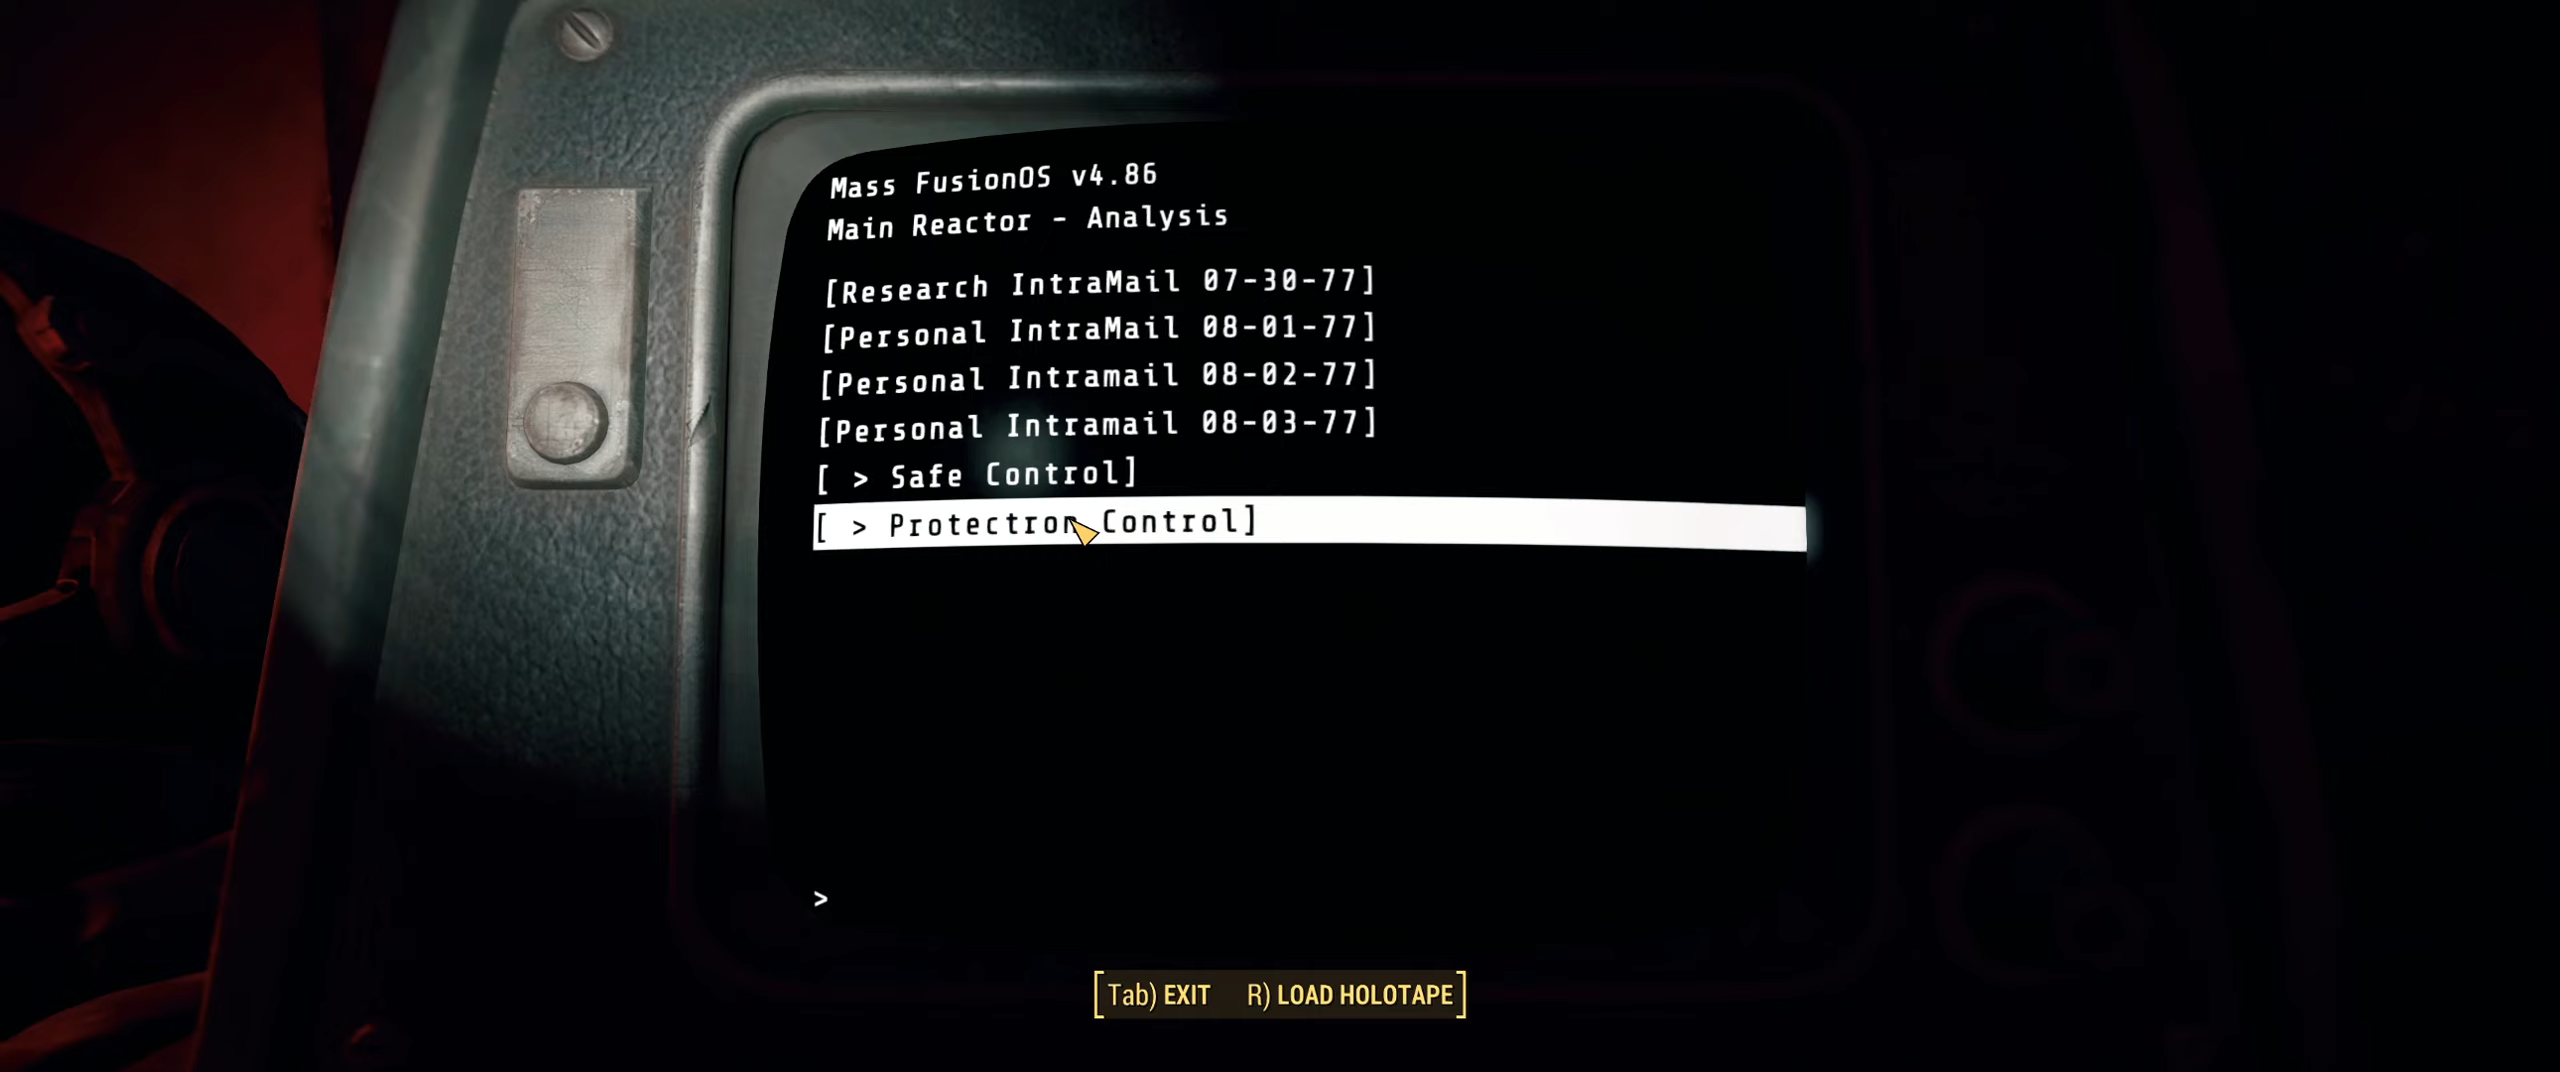 Mass FusionOS v4.86
Main Reactor - Analysis
[Research IntraMail 07-30-77]
[Personal IntraMail 08-01-77]
[Personal Intramail 08-02-77]
[Personal Intramail 08-03-77]
[ > Safe Control]
[ > Protectron Control]
>
[Tab) EXIT R) LOAD HOLOTAPE]